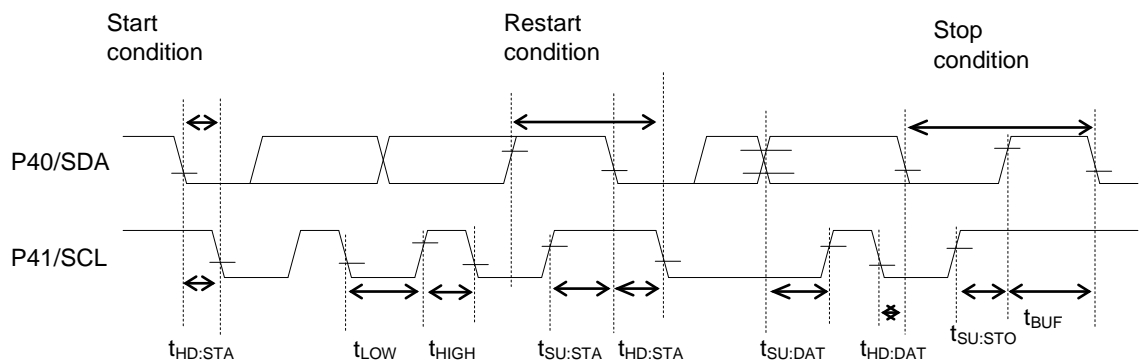 Start
condition
Restart
condition
Stop
condition
P40/SDA
P41/SCL
tHD:STA
tLOW
tHIGH
tSU:STA
tHD:STA
tSU:DAT
tHD:DAT
tSU:STO
tBUF